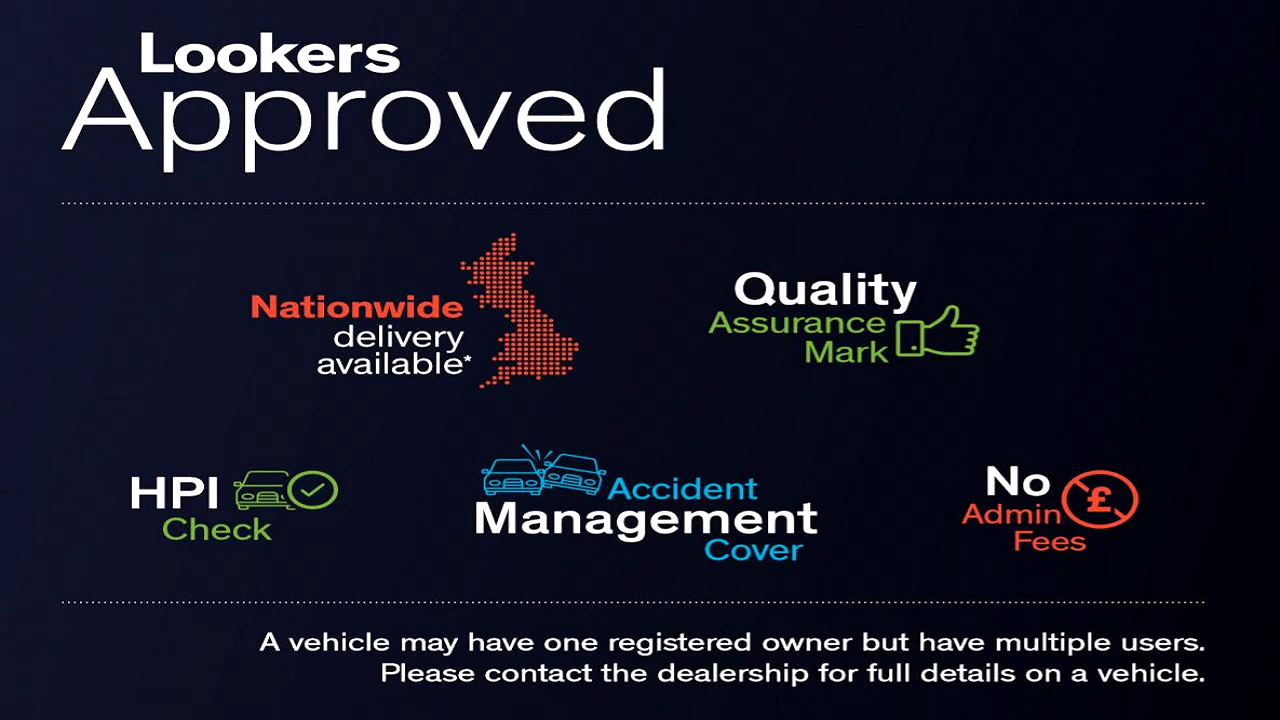 Lookers
Approved
Nationwide
delivery
available*
Quality
Assurance
Mark
HPI
Check
Accident
Management
Cover
No
Admin
Fees
£
A vehicle may have one registered owner but have multiple users.
Please contact the dealership for full details on a vehicle.